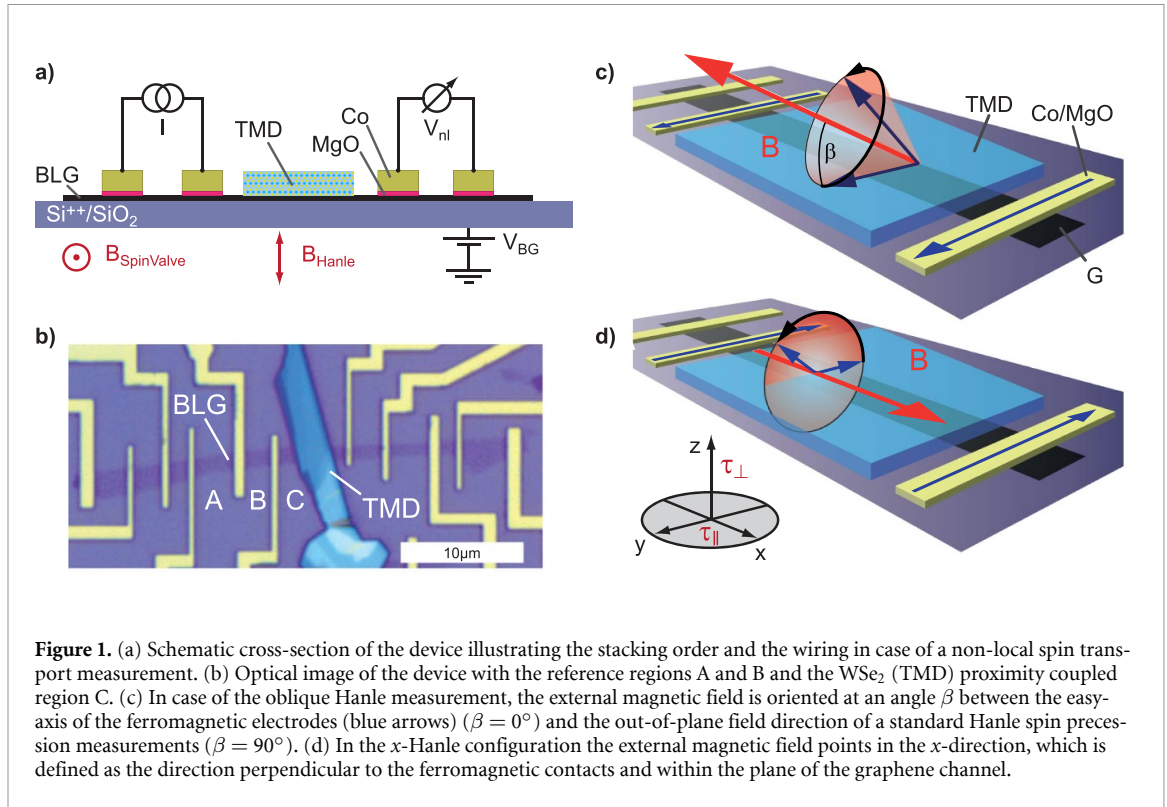 a)
I
V_nl
TMD
Co
MgO
BLG
Si⁺⁺/SiO₂
B_SpinValve
B_Hanle
V_BG
b)
BLG
A
B
C
TMD
10µm
c)
TMD
Co/MgO
B
β
G
d)
B
z
τ⊥
τ∥
y
x
Figure 1. (a) Schematic cross-section of the device illustrating the stacking order and the wiring in case of a non-local spin trans-
port measurement. (b) Optical image of the device with the reference regions A and B and the WSe₂ (TMD) proximity coupled
region C. (c) In case of the oblique Hanle measurement, the external magnetic field is oriented at an angle β between the easy-
axis of the ferromagnetic electrodes (blue arrows) (β = 0°) and the out-of-plane field direction of a standard Hanle spin preces-
sion measurements (β = 90°). (d) In the x-Hanle configuration the external magnetic field points in the x-direction, which is
defined as the direction perpendicular to the ferromagnetic contacts and within the plane of the graphene channel.